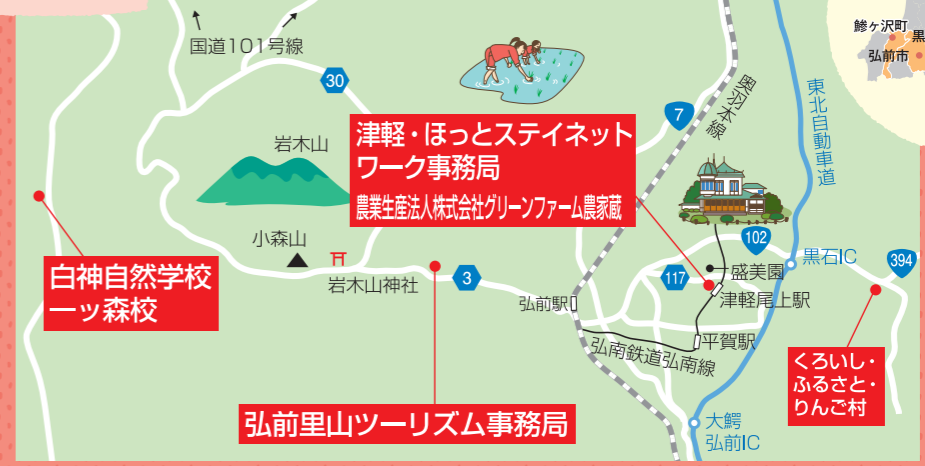 国道101号線
鰺ヶ沢町
黒
弘前市
30
奥羽本線
東北自動車道
7
津軽・ほっとステイネット
ワーク事務局
農業生産法人株式会社グリーンファーム農家蔵
岩木山
小森山
岩木山神社
白神自然学校
一ッ森校
3
102
黒石IC
394
盛美園
117
津軽尾上駅
弘前駅
平賀駅
弘南鉄道弘南線
くろいし・
ふるさと・
りんご村
弘前里山ツーリズム事務局
大鰐
弘前IC